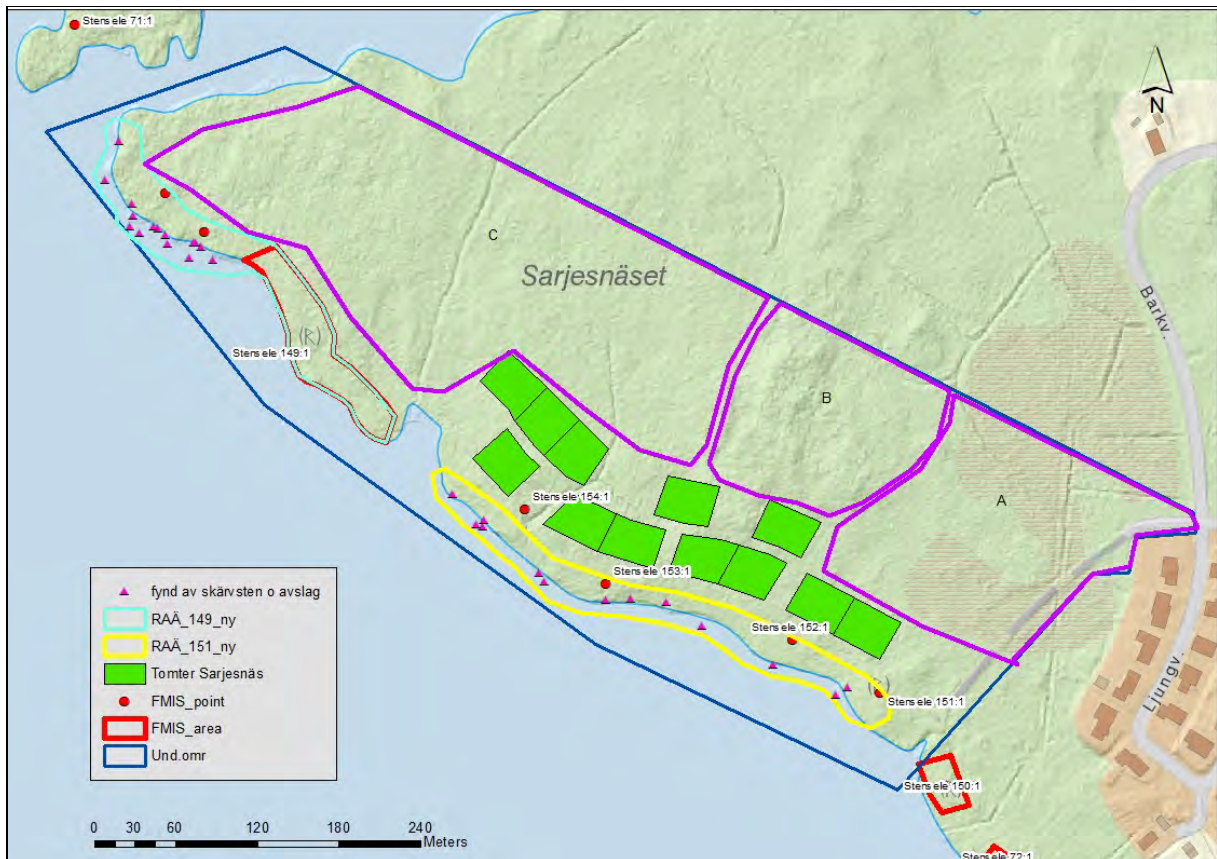 Stensele 71:1
N
C
Sarjesnäset
Barkv.
(R)
Stensele 149:1
B
A
Stensele 154:1
Stensele 153:1
Stensele 152:1
(R)
Stensele 151:1
Ljungv.
Stensele 150:1
(R)
Stensele 72:1
fynd av skärvsten o avslag
RAÄ_149_ny
RAÄ_151_ny
Tomter Sarjesnäs
FMIS_point
FMIS_area
Und.omr
0 30 60 120 180 240
Meters